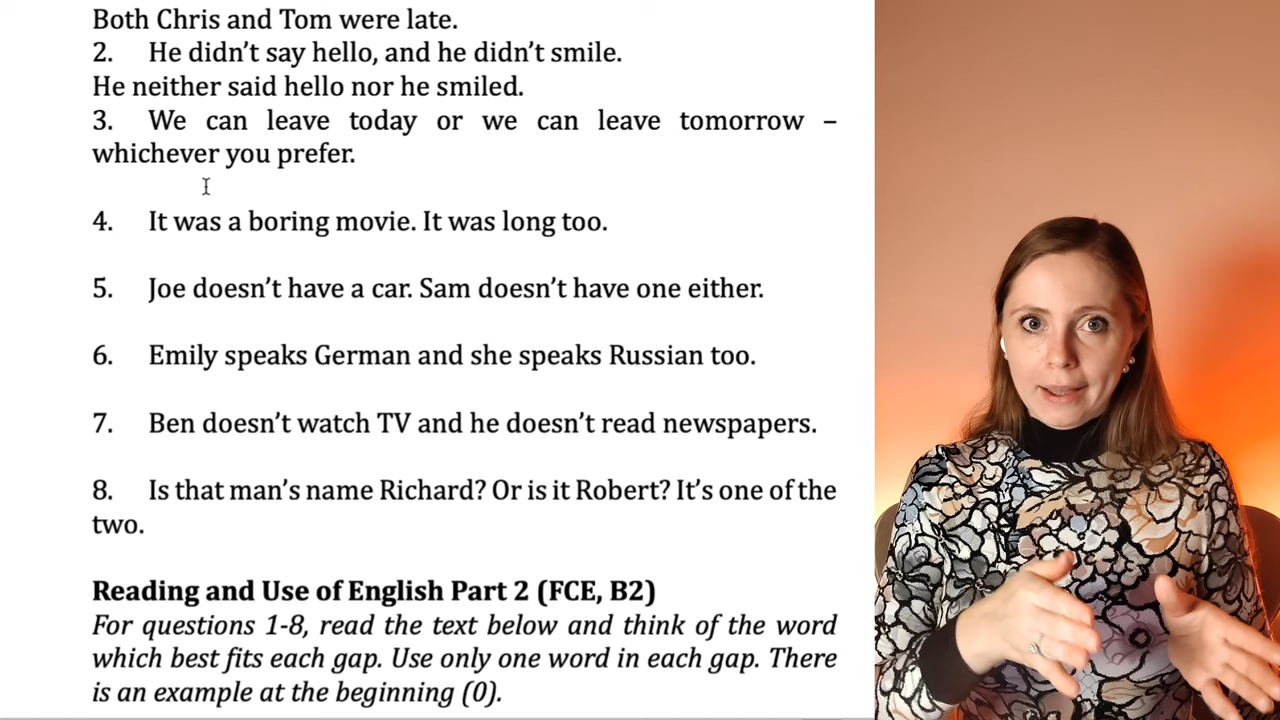 Both Chris and Tom were late.
2. He didn’t say hello, and he didn’t smile.
He neither said hello nor he smiled.
3. We can leave today or we can leave tomorrow –
whichever you prefer.
4. It was a boring movie. It was long too.
5. Joe doesn’t have a car. Sam doesn’t have one either.
6. Emily speaks German and she speaks Russian too.
7. Ben doesn’t watch TV and he doesn’t read newspapers.
8. Is that man’s name Richard? Or is it Robert? It’s one of the
two.
Reading and Use of English Part 2 (FCE, B2)
For questions 1-8, read the text below and think of the word
which best fits each gap. Use only one word in each gap. There
is an example at the beginning (0).